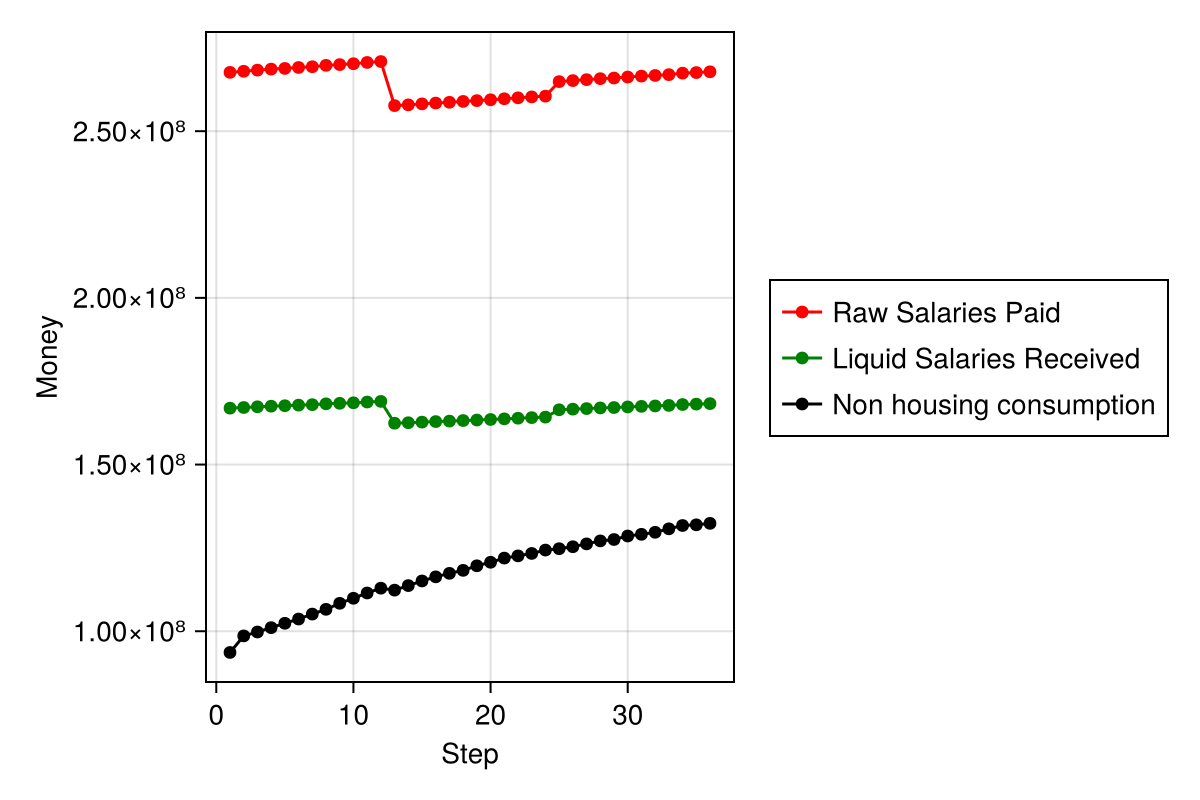 2.50×10⁸
2.00×10⁸
1.50×10⁸
1.00×10⁸
Money
0 10 20 30
Step
Raw Salaries Paid
Liquid Salaries Received
Non housing consumption